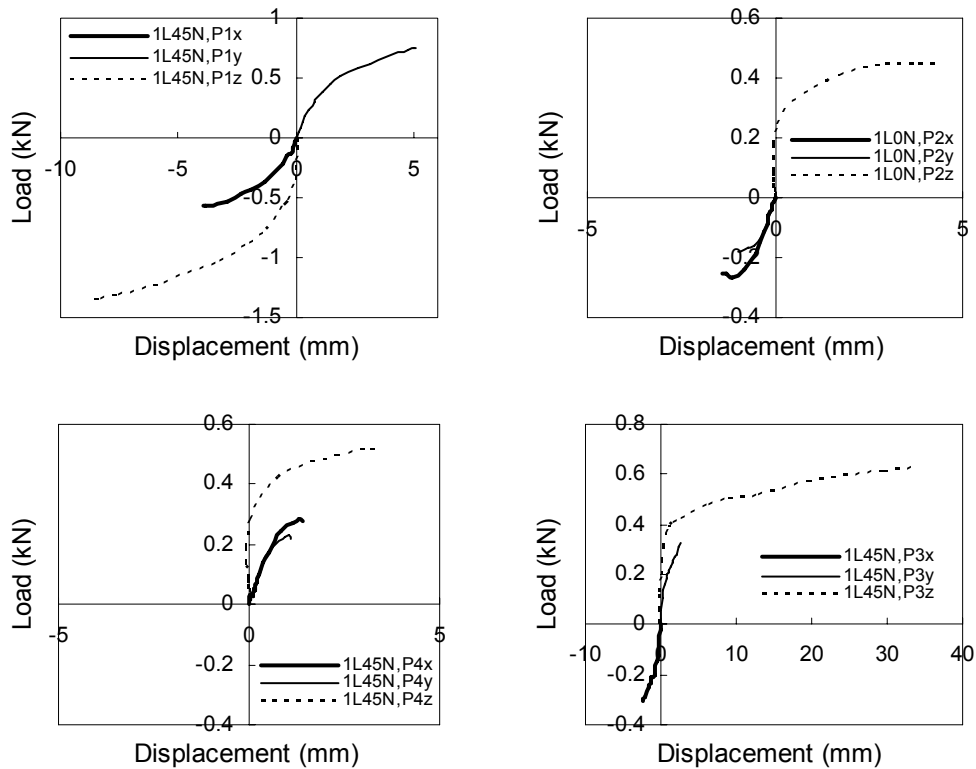 1
1L45N,P1x
1L45N,P1y
1L45N,P1z
0.5
0
-10
-5
0
5
-0.5
-1
-1.5
Load (kN)
Displacement (mm)
0.6
0.4
0.2
1L0N,P2x
1L0N,P2y
1L0N,P2z
0
-5
0
5
-0.2
-0.4
Load (kN)
Displacement (mm)
0.6
0.4
0.2
0
-5
0
5
-0.2
-0.4
1L45N,P4x
1L45N,P4y
1L45N,P4z
Load (kN)
Displacement (mm)
0.8
0.6
0.4
0.2
1L45N,P3x
1L45N,P3y
1L45N,P3z
0
-10
0
10
20
30
40
-0.2
-0.4
Load (kN)
Displacement (mm)